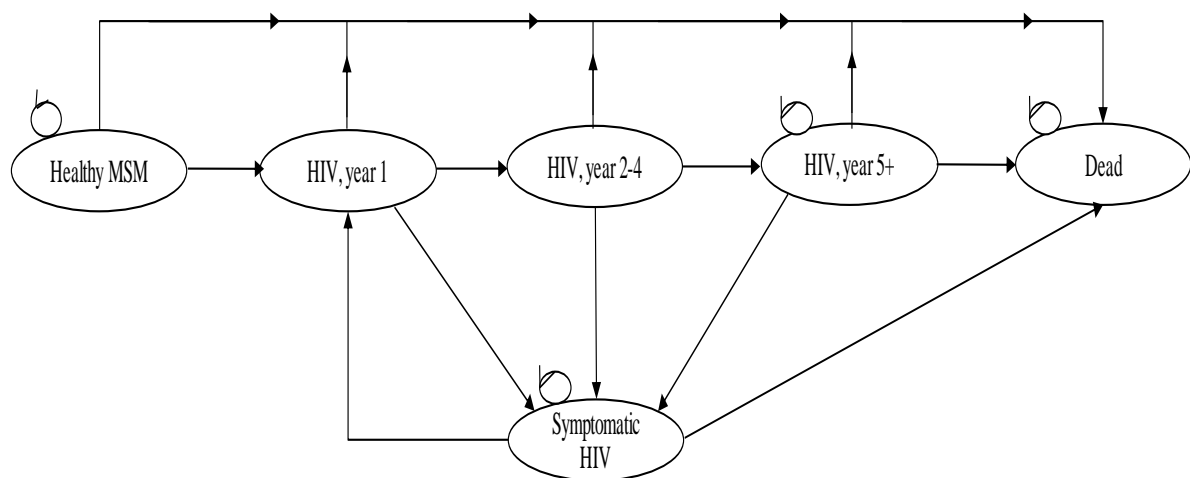 Healthy MSM
HIV, year 1
HIV, year 2-4
HIV, year 5+
Dead
Symptomatic
HIV